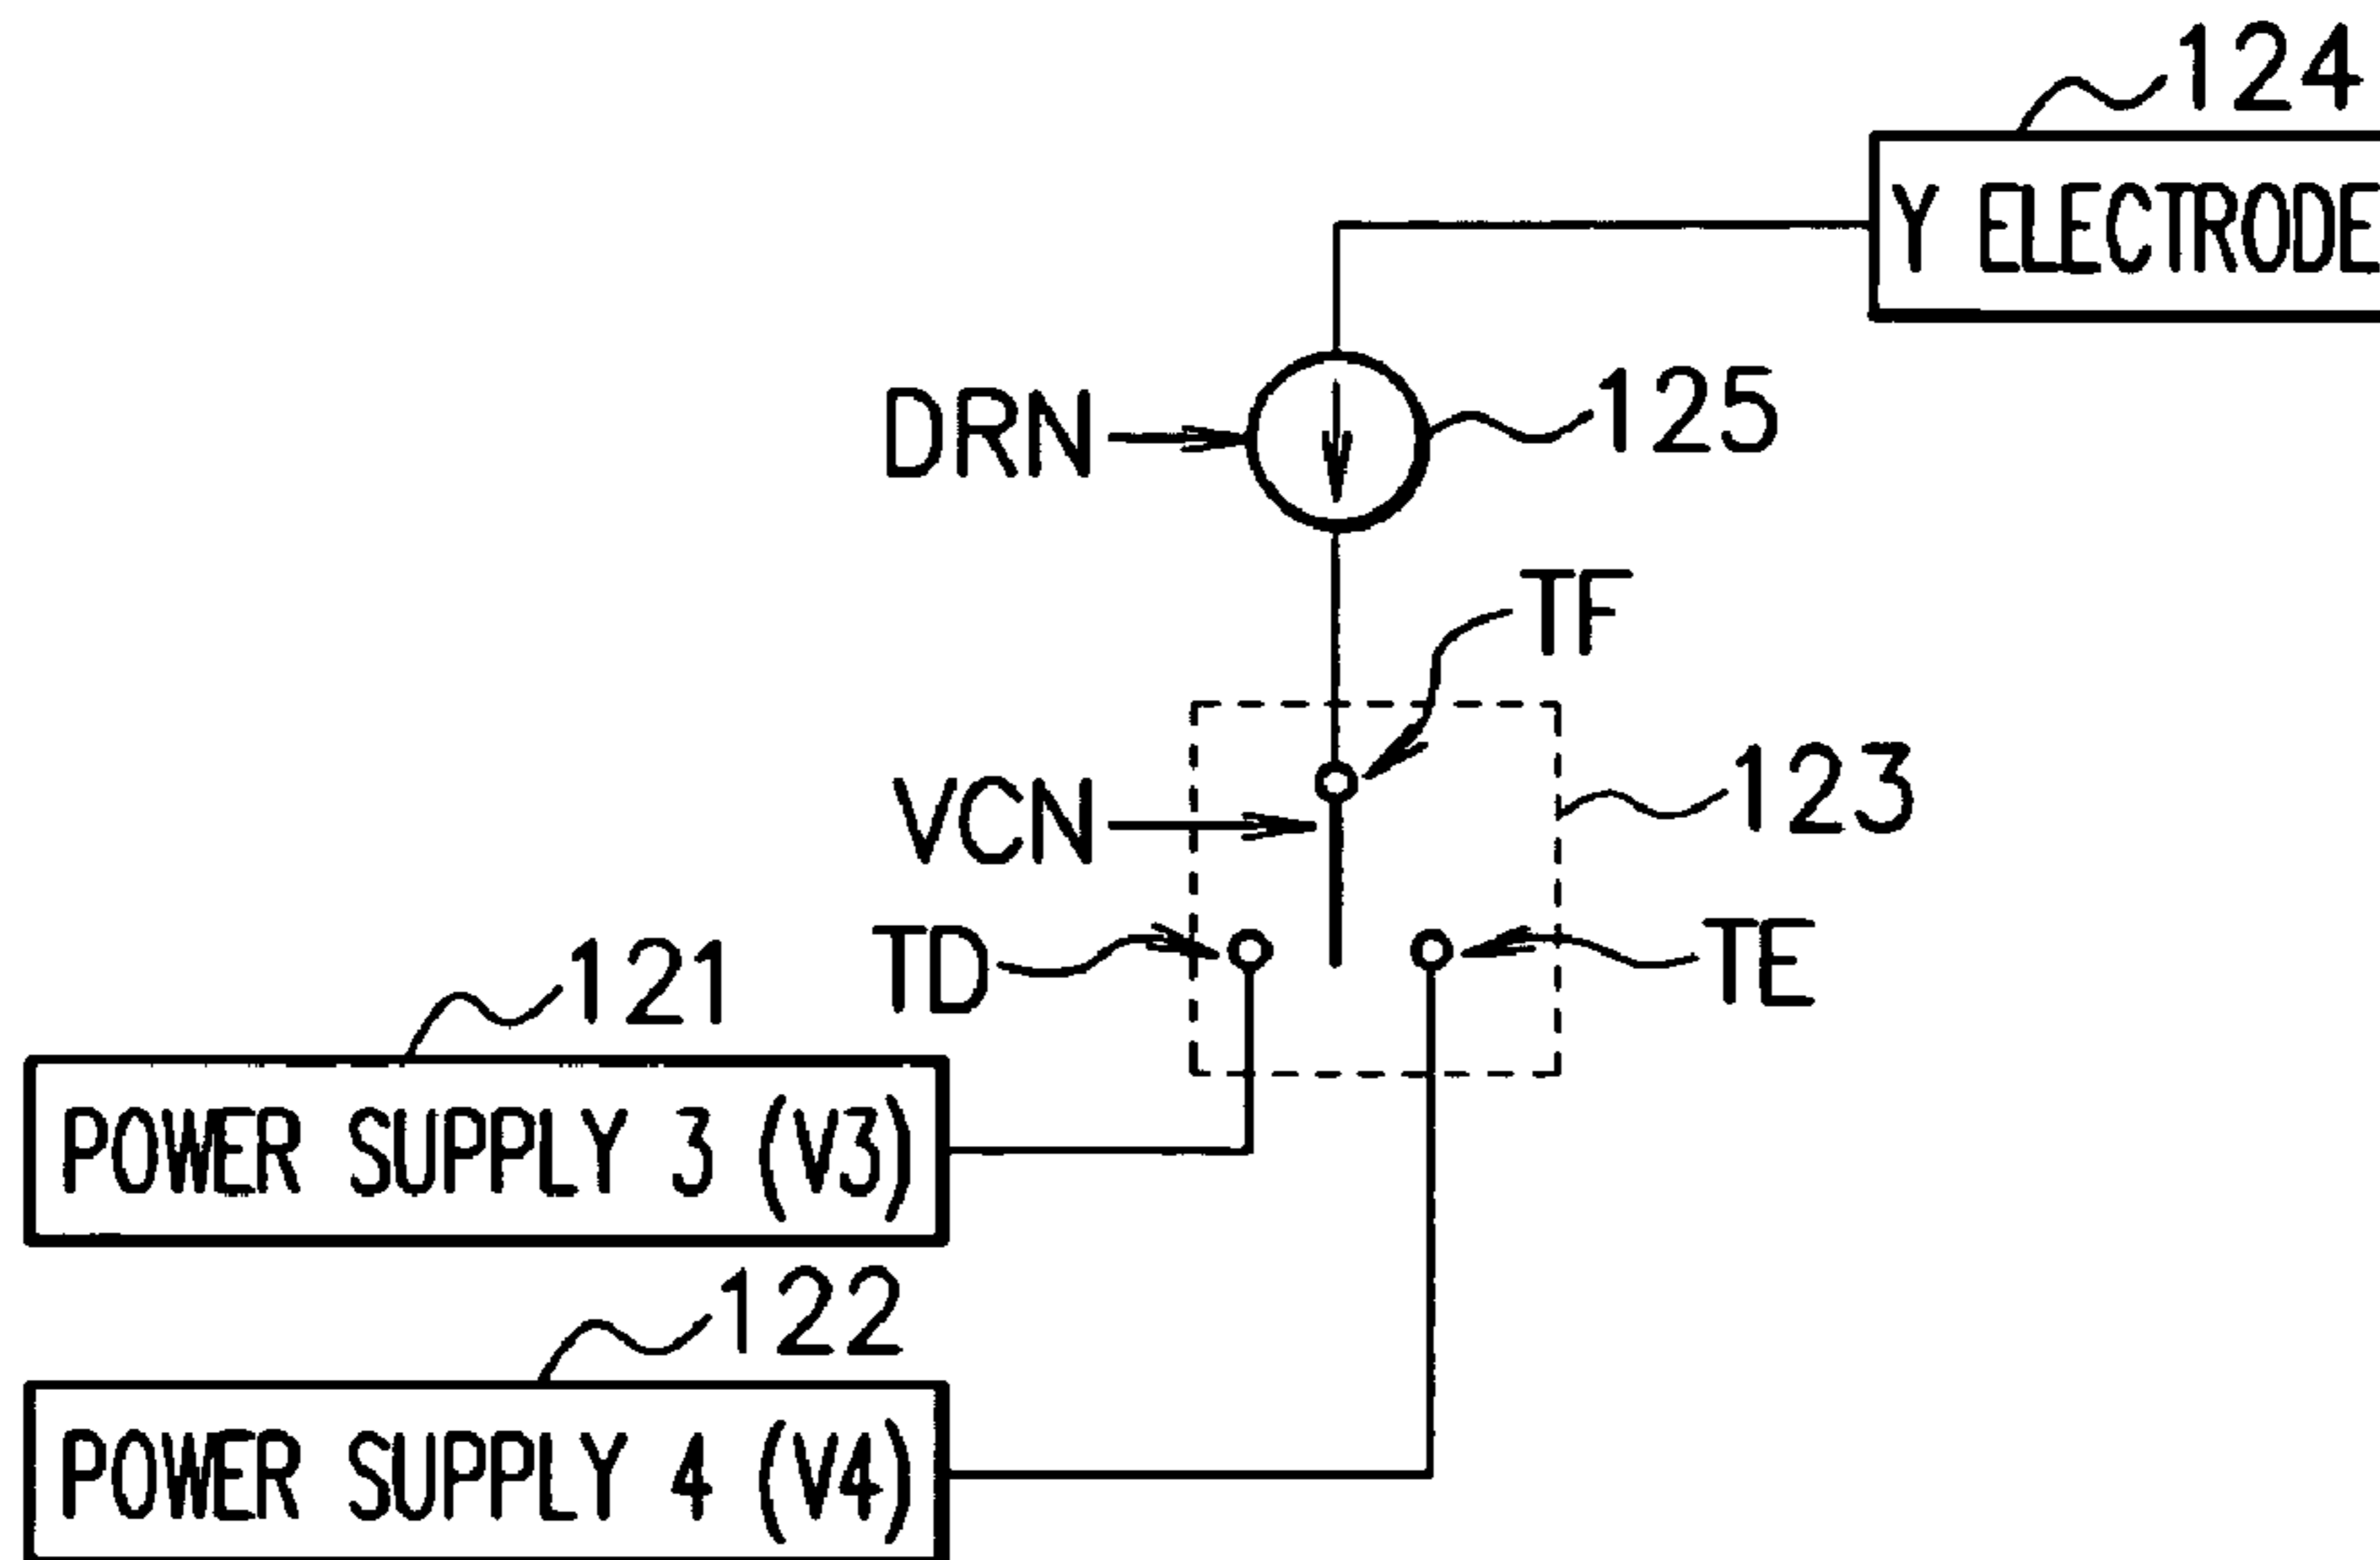 124
Y ELECTRODE
DRN
125
TF
VCN
123
TD
TE
121
POWER SUPPLY 3 (V3)
122
POWER SUPPLY 4 (V4)